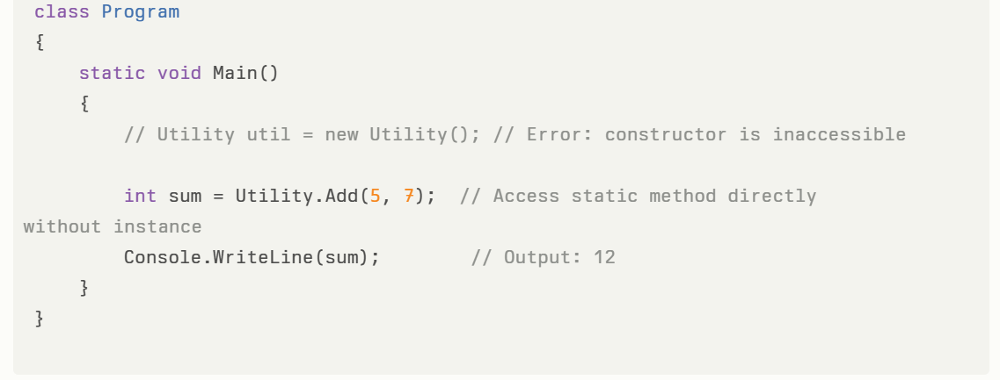 class Program
{
    static void Main()
    {
        // Utility util = new Utility(); // Error: constructor is inaccessible
        int sum = Utility.Add(5, 7);  // Access static method directly
without instance
        Console.WriteLine(sum);        // Output: 12
    }
}